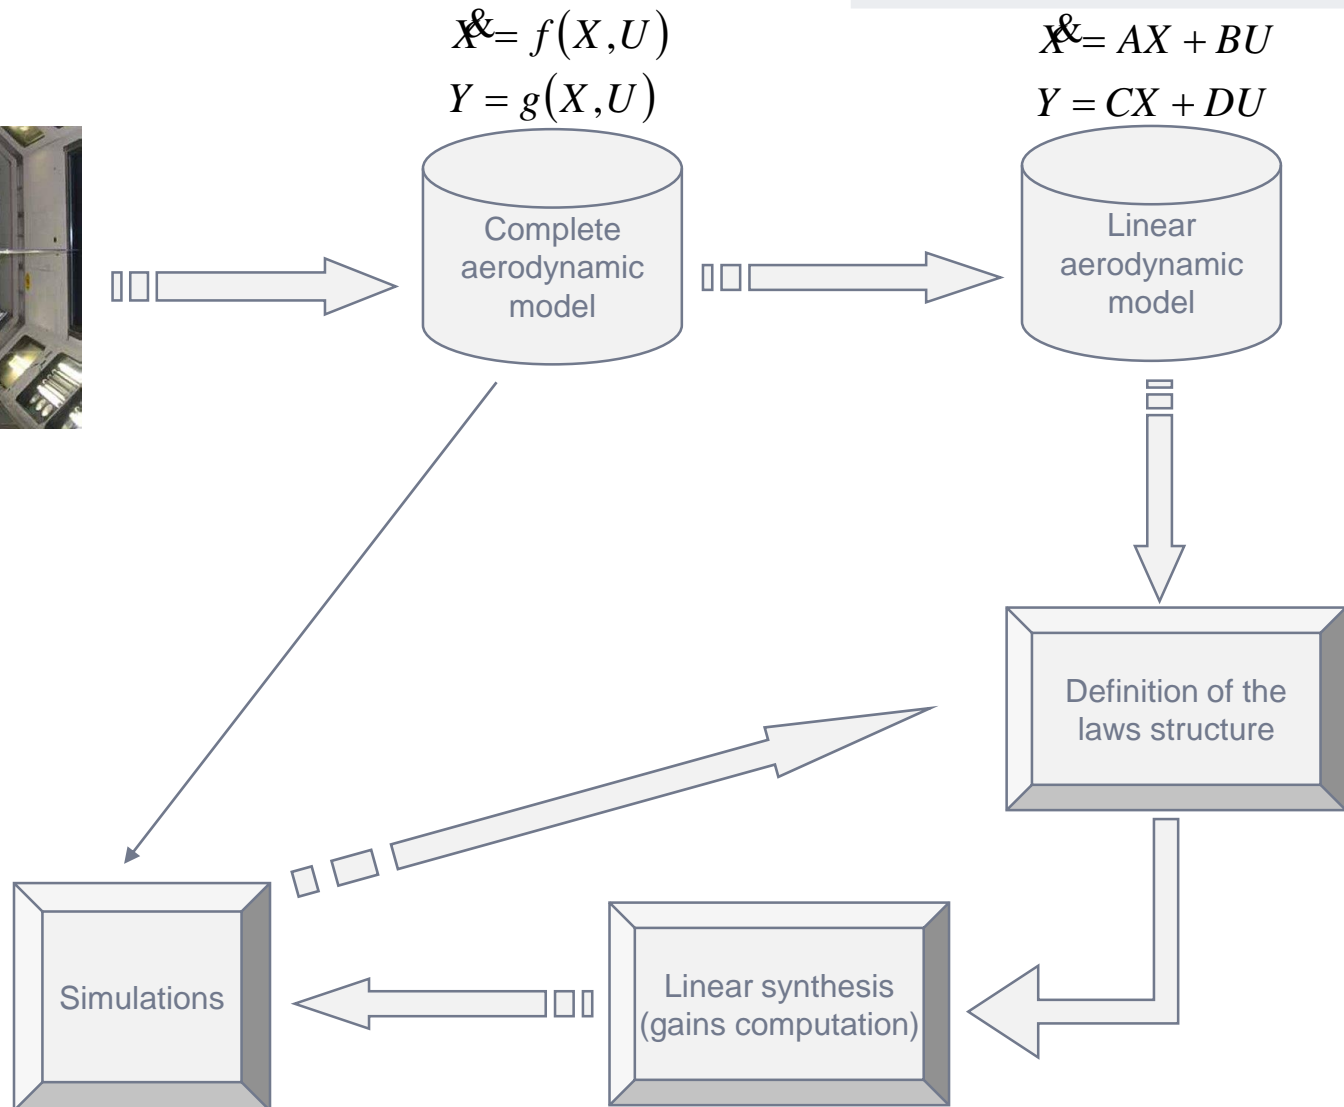 X&= f(X,U)
Y = g(X,U)
X&= AX + BU
Y = CX + DU
Complete
aerodynamic
model
Linear
aerodynamic
model
Definition of the
laws structure
Simulations
Linear synthesis
(gains computation)